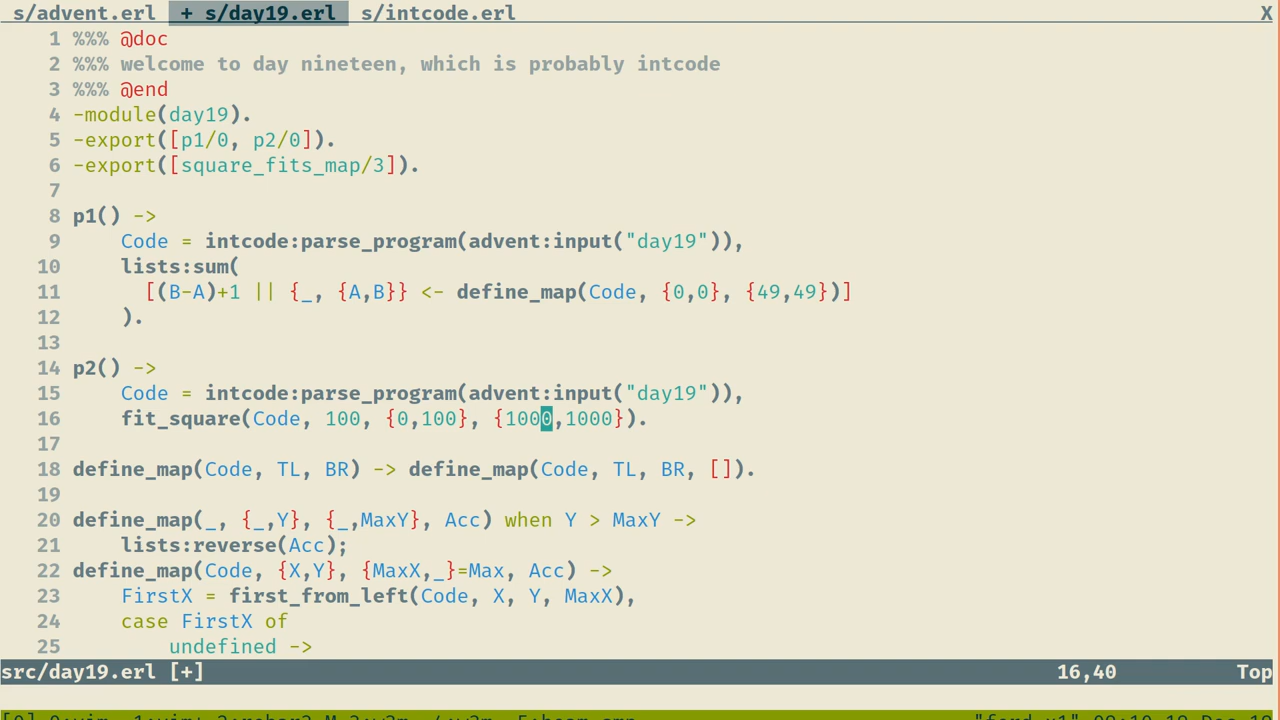 s/advent.erl + s/day19.erl s/intcode.erl X
1 %%% @doc
2 %%% welcome to day nineteen, which is probably intcode
3 %%% @end
4 -module(day19).
5 -export([p1/0, p2/0]).
6 -export([square_fits_map/3]).
7
8 p1() ->
9     Code = intcode:parse_program(advent:input("day19")),
10     lists:sum(
11       [(B-A)+1 || {_, {A,B}} <- define_map(Code, {0,0}, {49,49})]
12     ).
13
14 p2() ->
15     Code = intcode:parse_program(advent:input("day19")),
16     fit_square(Code, 100, {0,100}, {1000,1000}).
17
18 define_map(Code, TL, BR) -> define_map(Code, TL, BR, []).
19
20 define_map(_, {_,Y}, {_,MaxY}, Acc) when Y > MaxY ->
21     lists:reverse(Acc);
22 define_map(Code, {X,Y}, {MaxX,_}=Max, Acc) ->
23     FirstX = first_from_left(Code, X, Y, MaxX),
24     case FirstX of
25         undefined ->
src/day19.erl [+] 16,40 Top